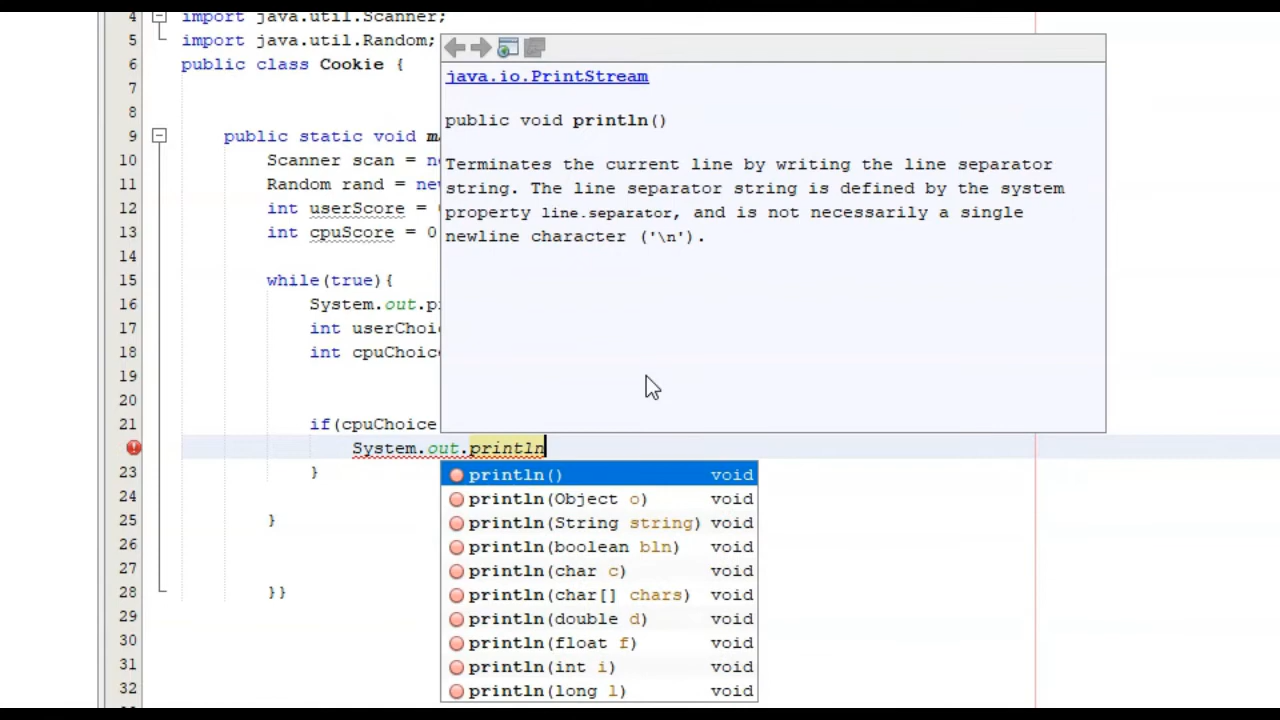 4 import java.util.Scanner;
5 import java.util.Random;
6 public class Cookie {
7
8
9 public static void m
10 Scanner scan = n
11 Random rand = new
12 int userScore =
13 int cpuScore = 0
14
15 while(true){
16 System.out.p
17 int userChoi
18 int cpuChoic
19
20
21 if(cpuChoice
System.out.println
23 }
24
25 }
26
27
28 }}
29
30
31
32
java.io.PrintStream
public void println()
Terminates the current line by writing the line separator
string. The line separator string is defined by the system
property line.separator, and is not necessarily a single
newline character ('\n').
println() void
println(Object o) void
println(String string) void
println(boolean bln) void
println(char c) void
println(char[] chars) void
println(double d) void
println(float f) void
println(int i) void
println(long l) void